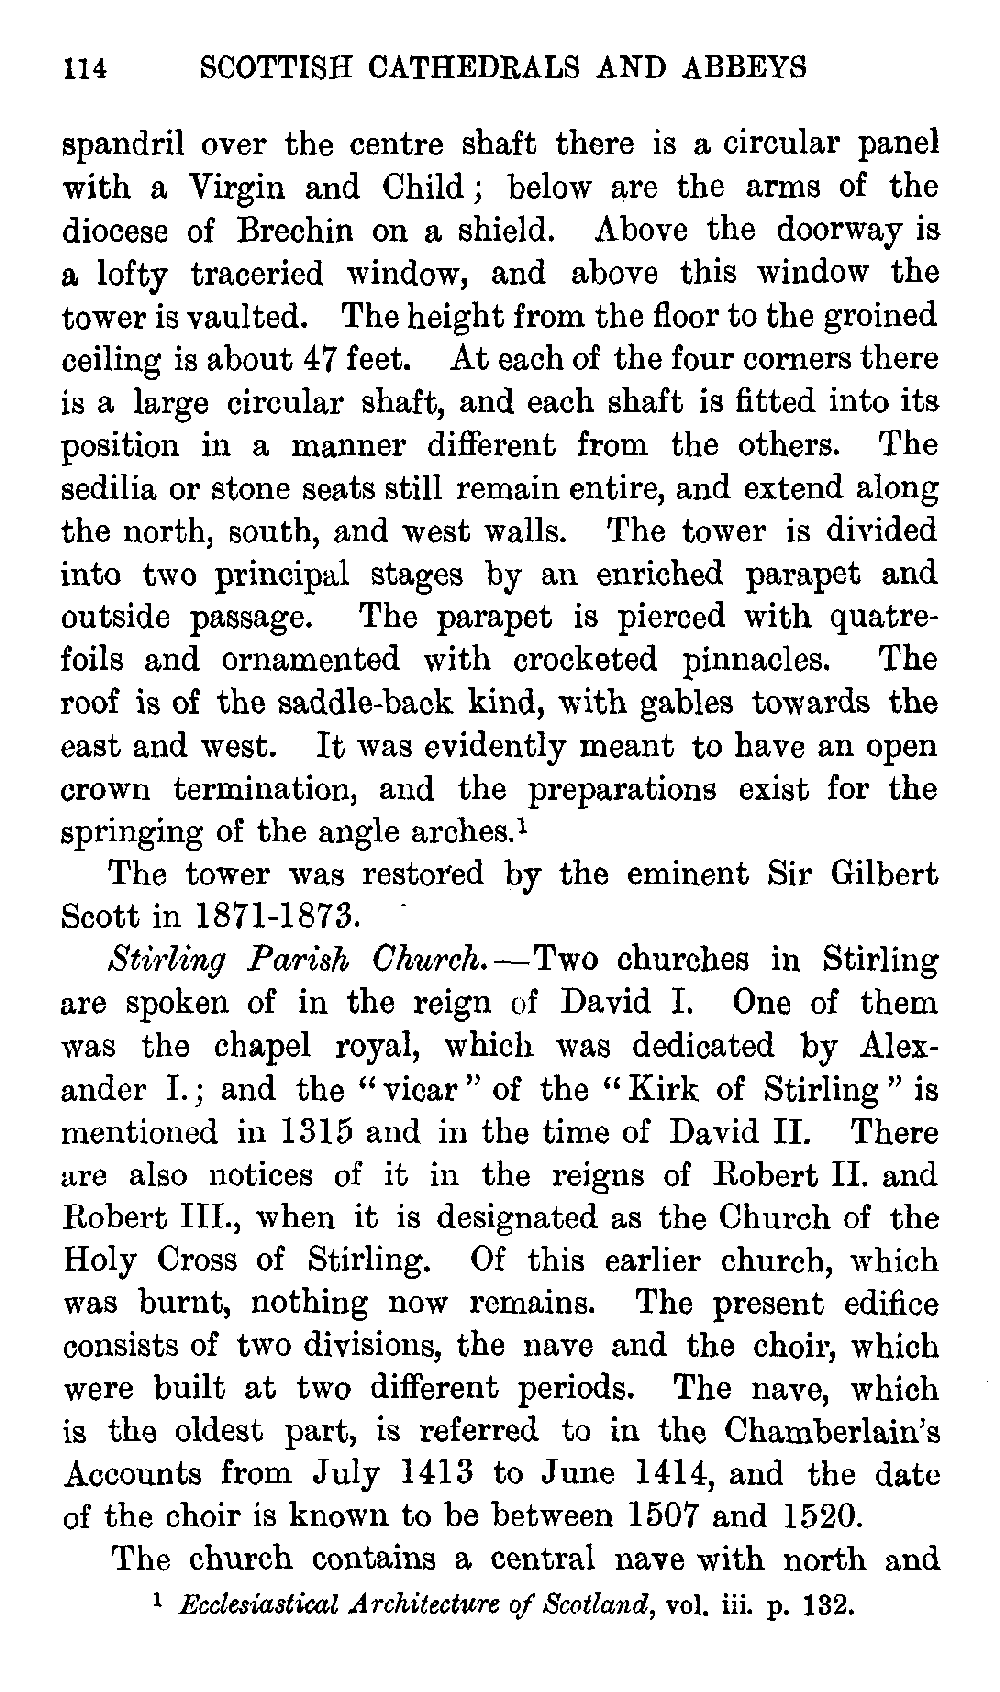 114 SCOTTISH CATHEDRALS AND ABBEYS
spandril over the centre shaft there is a circular panel
with a Virgin and Child; below are the arms of the
diocese of Brechin on a shield. Above the doorway is
a lofty traceried window, and above this window the
tower is vaulted. The height from the floor to the groined
ceiling is about 47 feet. At each of the four corners there
is a large circular shaft, and each shaft is fitted into its
position in a manner different from the others. The
sedilia or stone seats still remain entire, and extend along
the north, south, and west walls. The tower is divided
into two principal stages by an enriched parapet and
outside passage. The parapet is pierced with quatre-
foils and ornamented with crocketed pinnacles. The
roof is of the saddle-back kind, with gables towards the
east and west. It was evidently meant to have an open
crown termination, and the preparations exist for the
springing of the angle arches.¹
The tower was restored by the eminent Sir Gilbert
Scott in 1871-1873.
Stirling Parish Church.—Two churches in Stirling
are spoken of in the reign of David I. One of them
was the chapel royal, which was dedicated by Alex-
ander I.; and the "vicar" of the "Kirk of Stirling" is
mentioned in 1315 and in the time of David II. There
are also notices of it in the reigns of Robert II. and
Robert III., when it is designated as the Church of the
Holy Cross of Stirling. Of this earlier church, which
was burnt, nothing now remains. The present edifice
consists of two divisions, the nave and the choir, which
were built at two different periods. The nave, which
is the oldest part, is referred to in the Chamberlain's
Accounts from July 1413 to June 1414, and the date
of the choir is known to be between 1507 and 1520.
The church contains a central nave with north and
¹ Ecclesiastical Architecture of Scotland, vol. iii. p. 132.